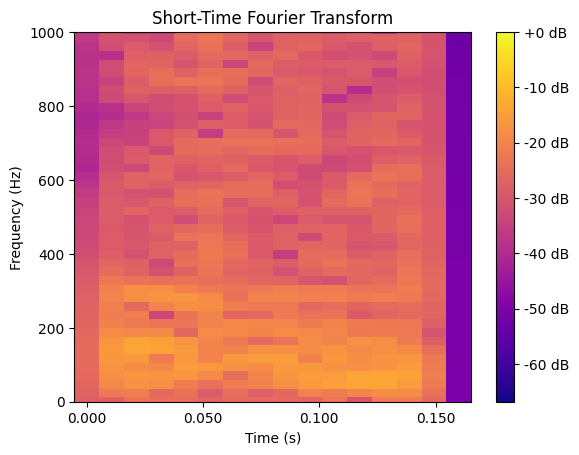 Short-Time Fourier Transform
Frequency (Hz)
1000
800
600
400
200
0
0.000
0.050
0.100
0.150
Time (s)
+0 dB
-10 dB
-20 dB
-30 dB
-40 dB
-50 dB
-60 dB